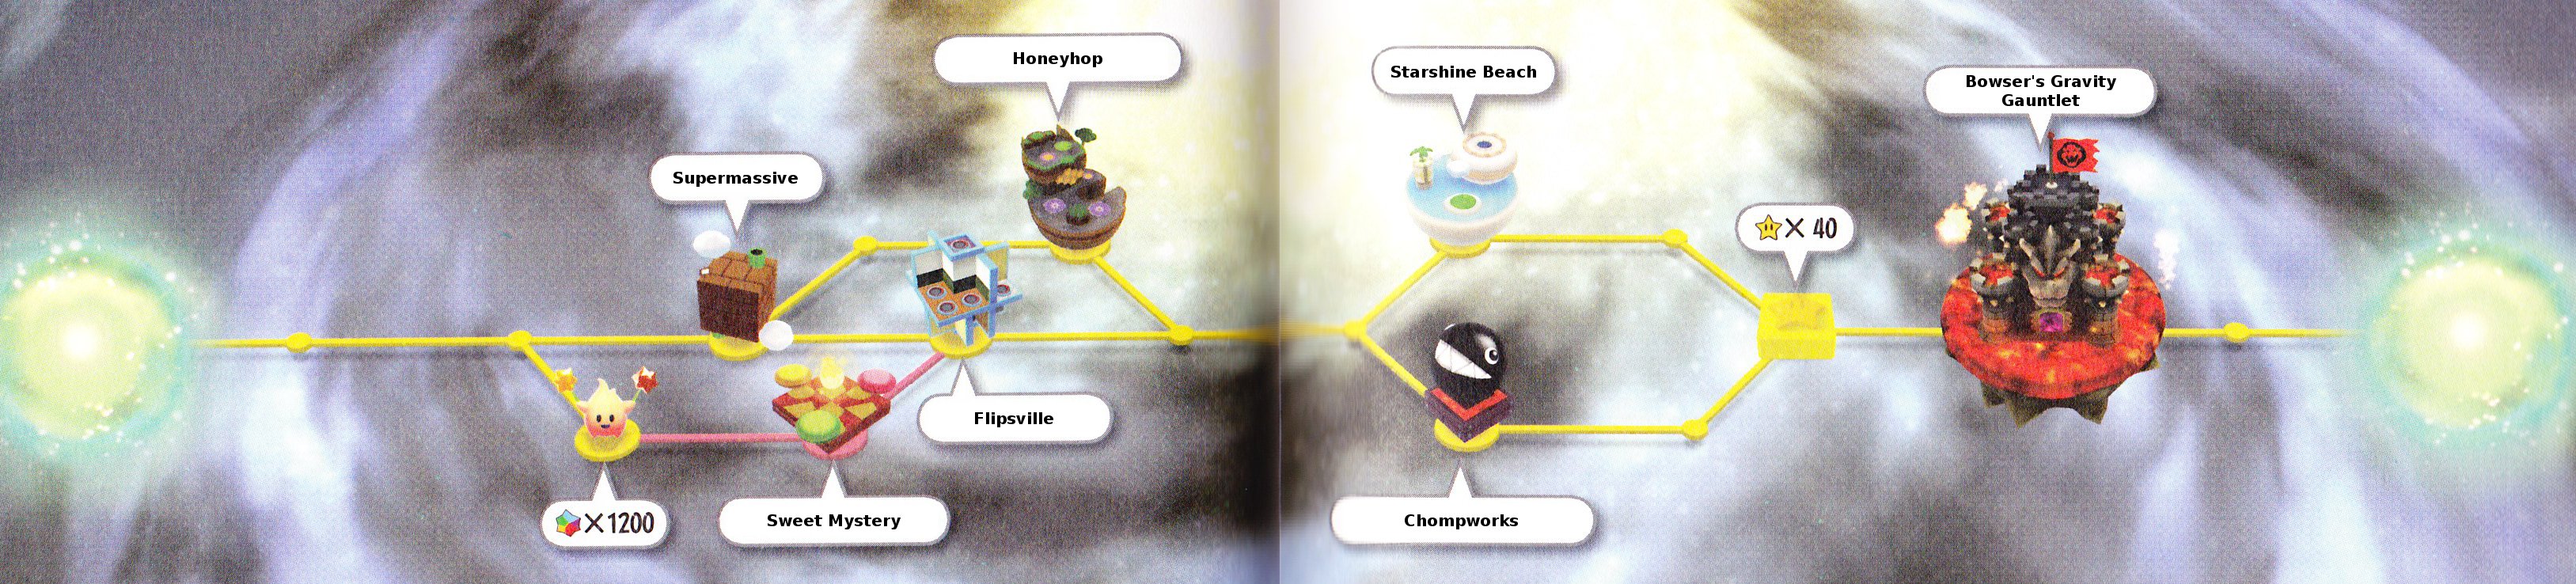 Honeyhop
Starshine Beach
Bowser's Gravity
Gauntlet
Supermassive
×40
Flipsville
×1200
Sweet Mystery
Chompworks